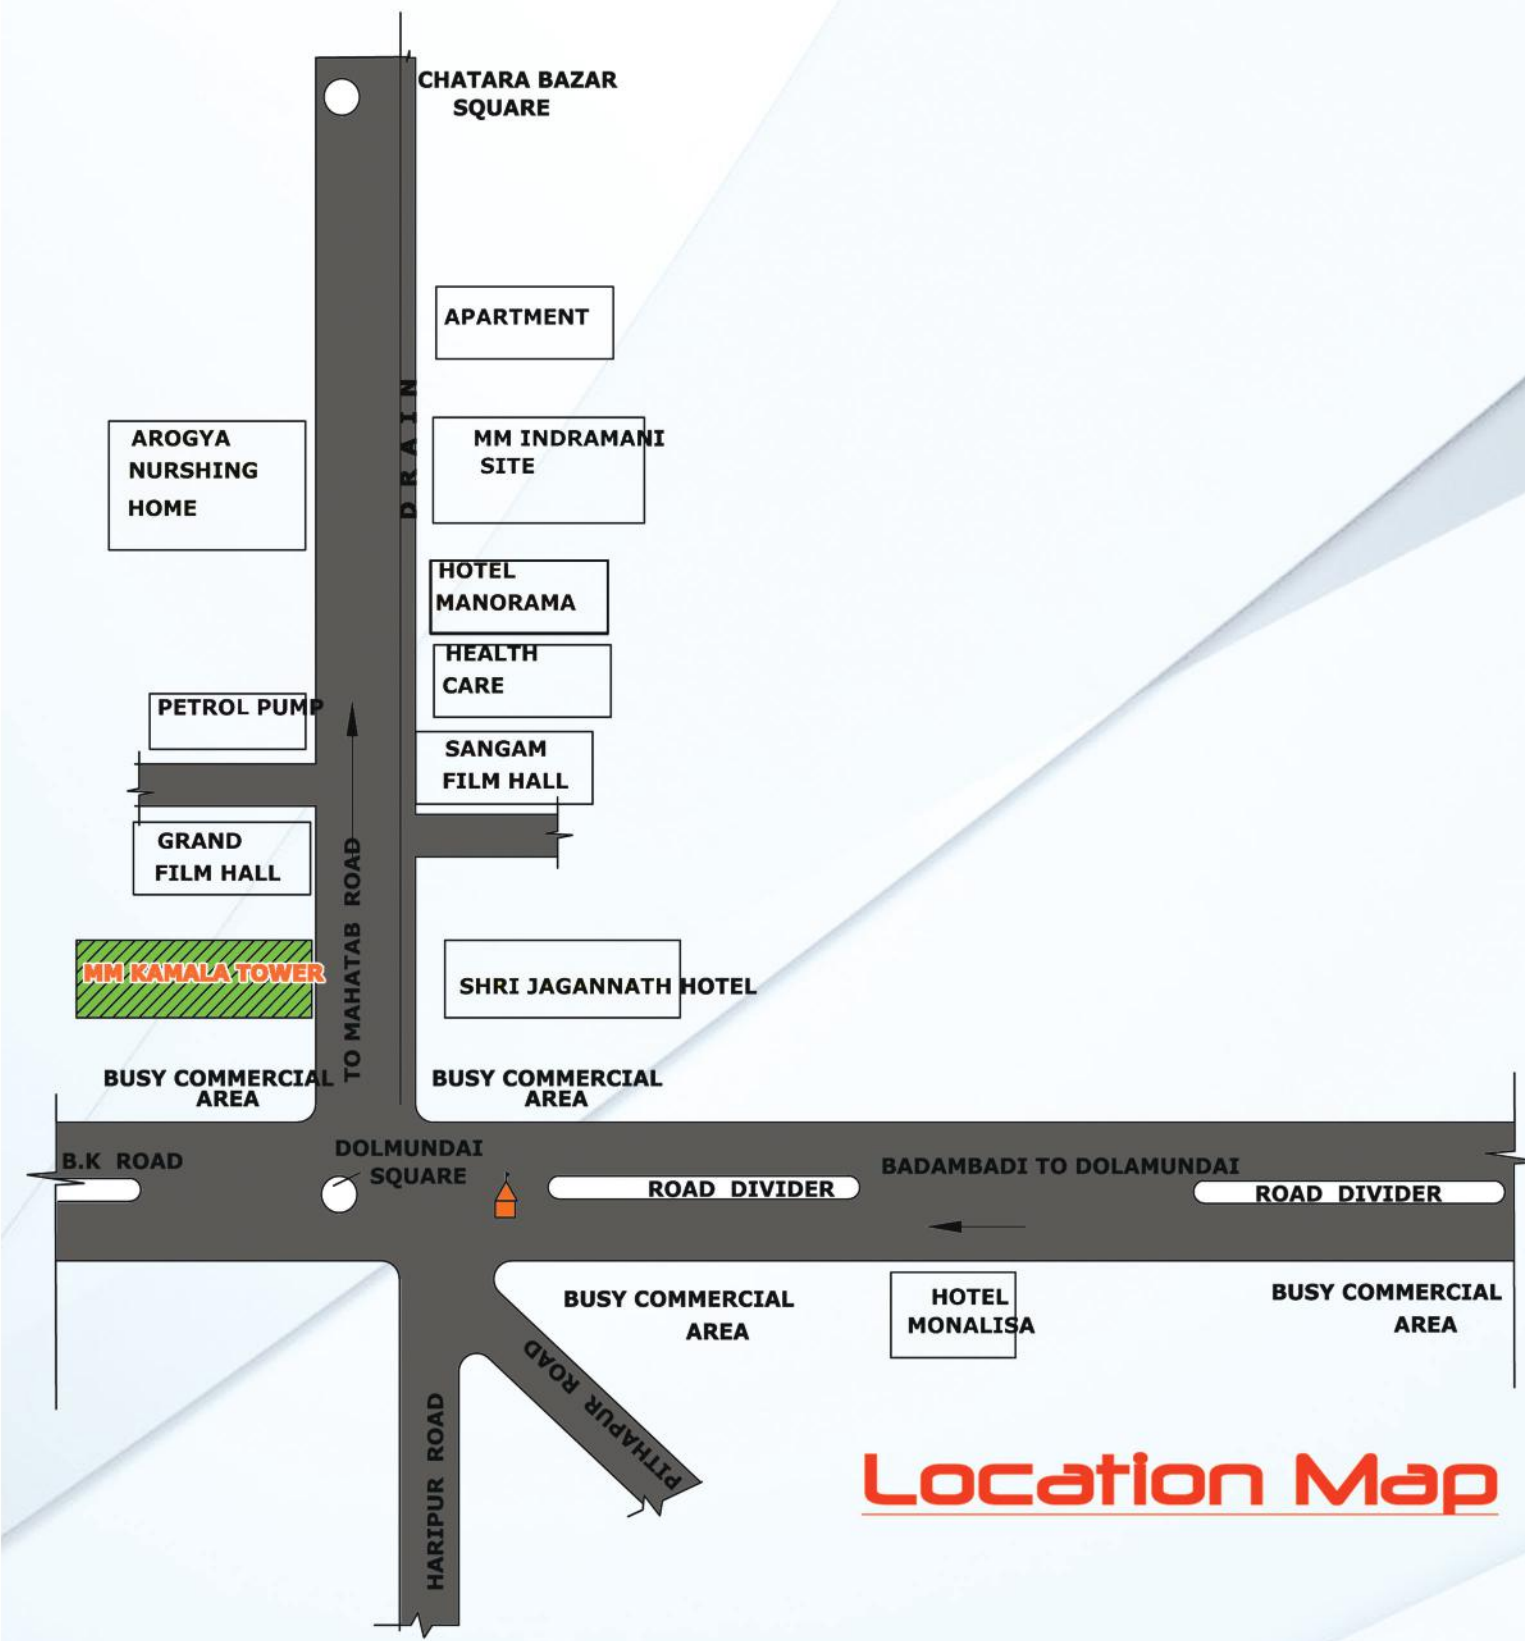 CHATARA BAZAR
SQUARE
APARTMENT
DRAIN
AROGYA
NURSHING
HOME
MM INDRAMANI
SITE
HOTEL
MANORAMA
HEALTH
CARE
PETROL PUMP
SANGAM
FILM HALL
GRAND
FILM HALL
TO MAHATAB ROAD
MM KAMALA TOWER
SHRI JAGANNATH HOTEL
BUSY COMMERCIAL
AREA
BUSY COMMERCIAL
AREA
B.K ROAD
DOLMUNDAI
SQUARE
BADAMBADI TO DOLAMUNDAI
ROAD DIVIDER
ROAD DIVIDER
BUSY COMMERCIAL
AREA
HOTEL
MONALISA
BUSY COMMERCIAL
AREA
PITHAPUR ROAD
HARIPUR ROAD
Location Map